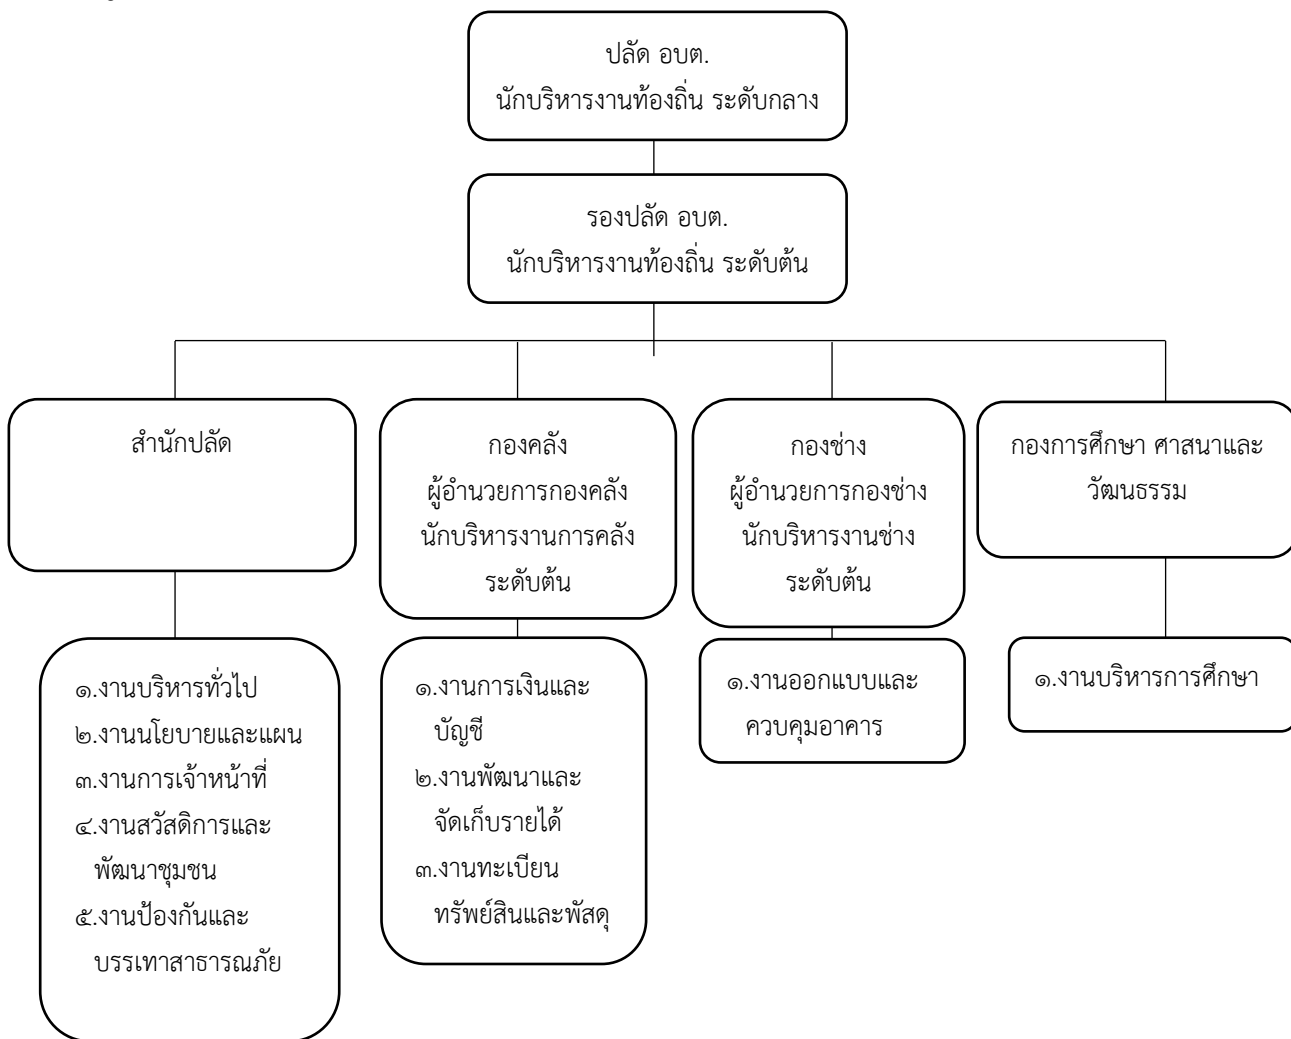 ปลัด อบต.
นักบริหารงานท้องถิ่น ระดับกลาง
รองปลัด อบต.
นักบริหารงานท้องถิ่น ระดับต้น
สำนักปลัด
กองคลัง
ผู้อำนวยการกองคลัง
นักบริหารงานการคลัง
ระดับต้น
กองช่าง
ผู้อำนวยการกองช่าง
นักบริหารงานช่าง
ระดับต้น
กองการศึกษา ศาสนาและ
วัฒนธรรม
๑.งานบริหารทั่วไป
๒.งานนโยบายและแผน
๓.งานการเจ้าหน้าที่
๔.งานสวัสดิการและ
พัฒนาชุมชน
๕.งานป้องกันและ
บรรเทาสาธารณภัย
๑.งานการเงินและ
บัญชี
๒.งานพัฒนาและ
จัดเก็บรายได้
๓.งานทะเบียน
ทรัพย์สินและพัสดุ
๑.งานออกแบบและ
ควบคุมอาคาร
๑.งานบริหารการศึกษา